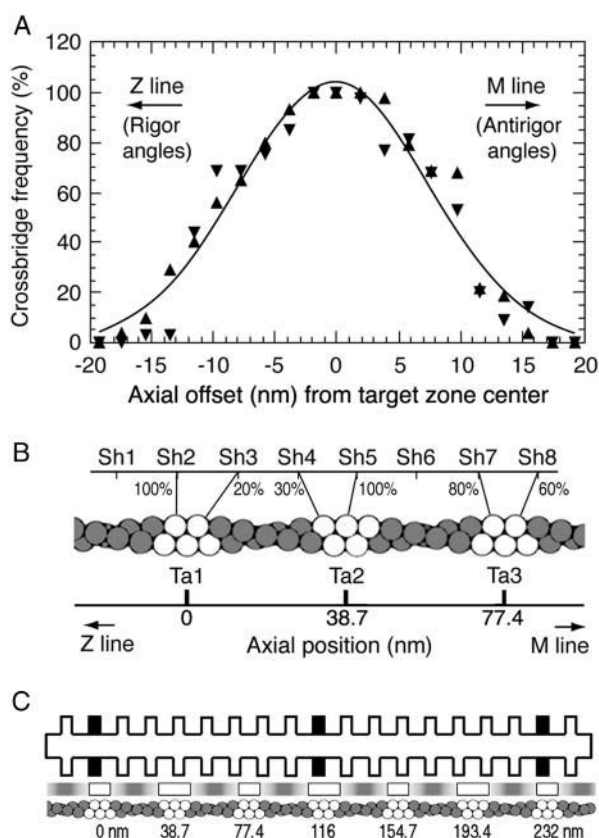 A
Crossbridge frequency (%)
120
100
80
60
40
20
0
Z line
(Rigor
angles)
M line
(Antirigor
angles)
-20 -15 -10 -5 0 5 10 15 20
Axial offset (nm) from target zone center
B
Sh1 Sh2 Sh3 Sh4 Sh5 Sh6 Sh7 Sh8
100% 20% 30% 100% 80% 60%
Ta1 Ta2 Ta3
0 38.7 77.4
Z line Axial position (nm) M line
C
0 nm 38.7 77.4 116 154.7 193.4 232 nm